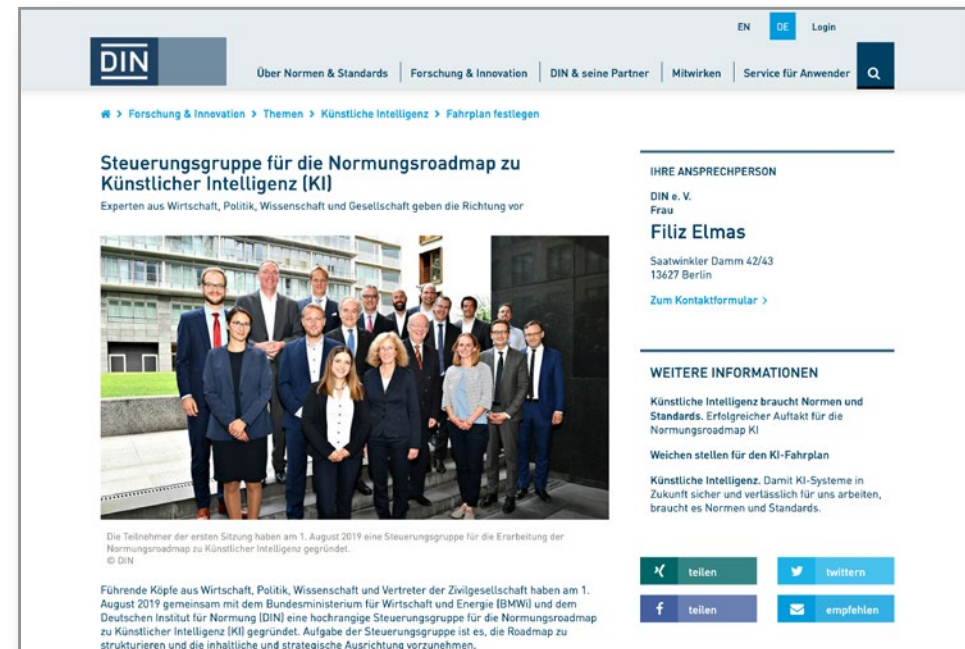 EN DE Login
DIN
Über Normen & Standards Forschung & Innovation DIN & seine Partner Mitwirken Service für Anwender
> Forschung & Innovation > Themen > Künstliche Intelligenz > Fahrplan festlegen
Steuerungsgruppe für die Normungsroadmap zu
Künstlicher Intelligenz (KI)
Experten aus Wirtschaft, Politik, Wissenschaft und Gesellschaft geben die Richtung vor
Die Teilnehmer der ersten Sitzung haben am 1. August 2019 eine Steuerungsgruppe für die Erarbeitung der
Normungsroadmap zu Künstlicher Intelligenz gegründet.
© DIN
Führende Köpfe aus Wirtschaft, Politik, Wissenschaft und Vertreter der Zivilgesellschaft haben am 1.
August 2019 gemeinsam mit dem Bundesministerium für Wirtschaft und Energie (BMWi) und dem
Deutschen Institut für Normung (DIN) eine hochrangige Steuerungsgruppe für die Normungsroadmap
zu Künstlicher Intelligenz (KI) gegründet. Aufgabe der Steuerungsgruppe ist es, die Roadmap zu
strukturieren und die inhaltliche und strategische Ausrichtung vorzunehmen.
IHRE ANSPRECHPERSON
DIN e. V.
Frau
Filiz Elmas
Saatwinkler Damm 42/43
13627 Berlin
Zum Kontaktformular >
WEITERE INFORMATIONEN
Künstliche Intelligenz braucht Normen und
Standards. Erfolgreicher Auftakt für die
Normungsroadmap KI
Weichen stellen für den KI-Fahrplan
Künstliche Intelligenz. Damit KI-Systeme in
Zukunft sicher und verlässlich für uns arbeiten,
braucht es Normen und Standards.
teilen twittern
teilen empfehlen